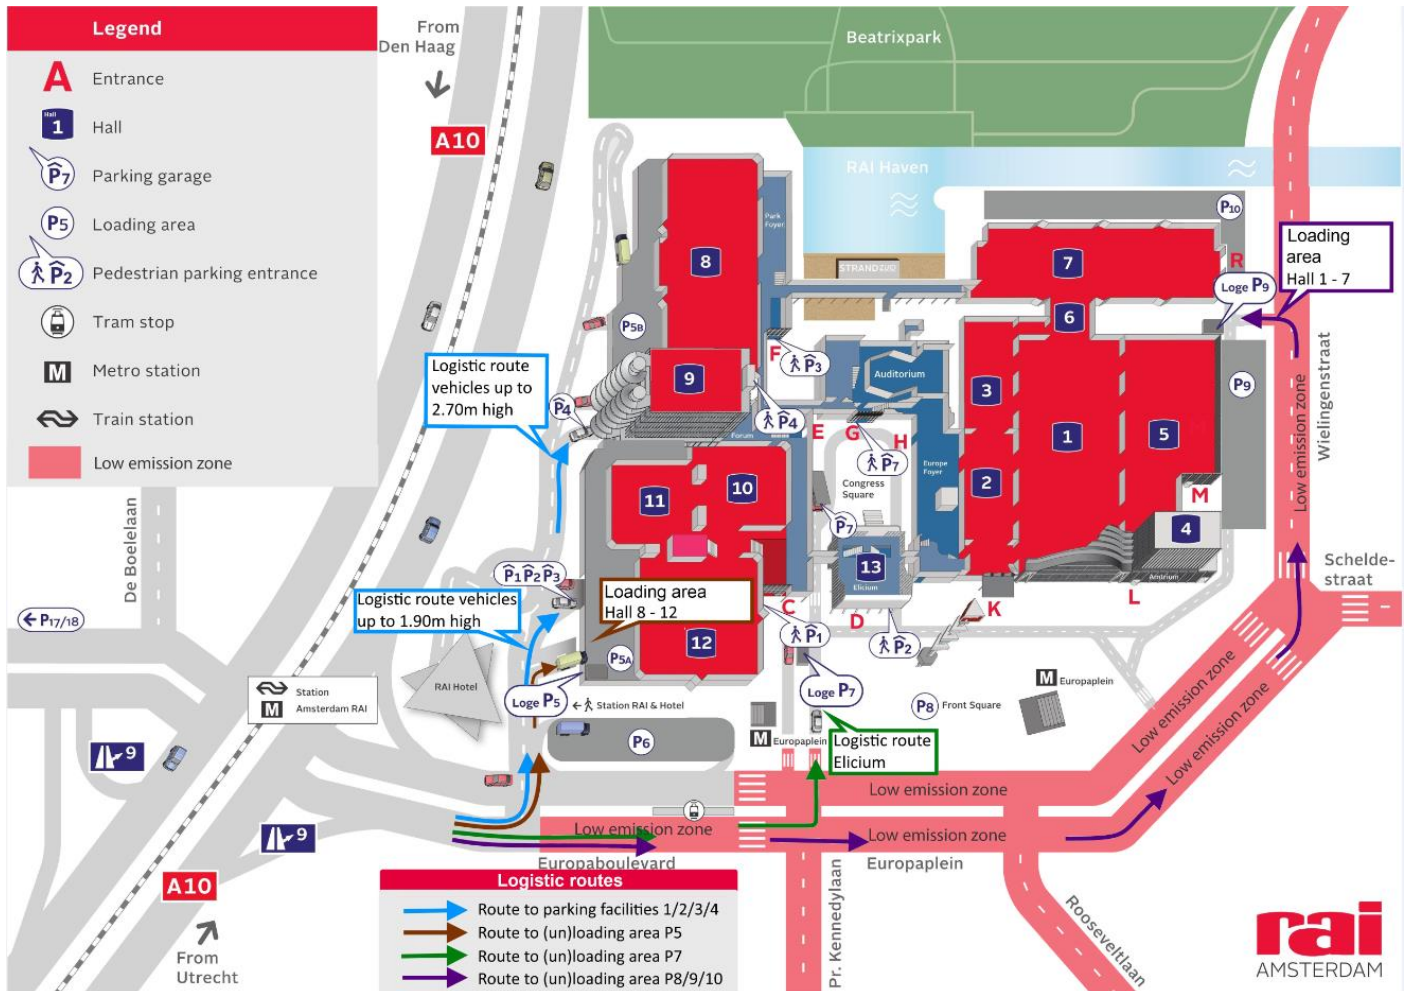 Legend
A
Entrance
Hall
1
Hall
P7
Parking garage
P5
Loading area
P2
Pedestrian parking entrance
Tram stop
M
Metro station
Train station
Low emission zone
From
Den Haag
A10
Beatrixpark
RAI Haven
STRANDZUID
Park
Foyer
8
7
6
P10
R
Loading
area
Hall 1 - 7
Loge P9
P5B
F
P3
Auditorium
9
3
P9
Logistic route
vehicles up to
2.70m high
P4
P4
Forum
E
G
H
P7
Europe
Foyer
1
5
Low emission zone
Wielingenstraat
11
10
2
Congress
Square
P7
M
4
13
Elicium
Amtrium
De Boelelaan
P1 P2 P3
Loading area
Hall 8 - 12
Logistic route vehicles
up to 1.90m high
C
D
K
L
Schelde-
straat
P17/18
12
P1
P2
P5A
RAI Hotel
Loge P5
Loge P7
M Europaplein
Station
M Amsterdam RAI
Station RAI & Hotel
P8 Front Square
P6
M Europaplein
Logistic route
Elicium
9
Low emission zone
Low emission zone
Low emission zone
9
Low emission zone
Low emission zone
Europaboulevard
Europaplein
A10
From
Utrecht
Pr. Kennedylaan
Rooseveltlaan
Logistic routes
Route to parking facilities 1/2/3/4
Route to (un)loading area P5
Route to (un)loading area P7
Route to (un)loading area P8/9/10
rai
AMSTERDAM